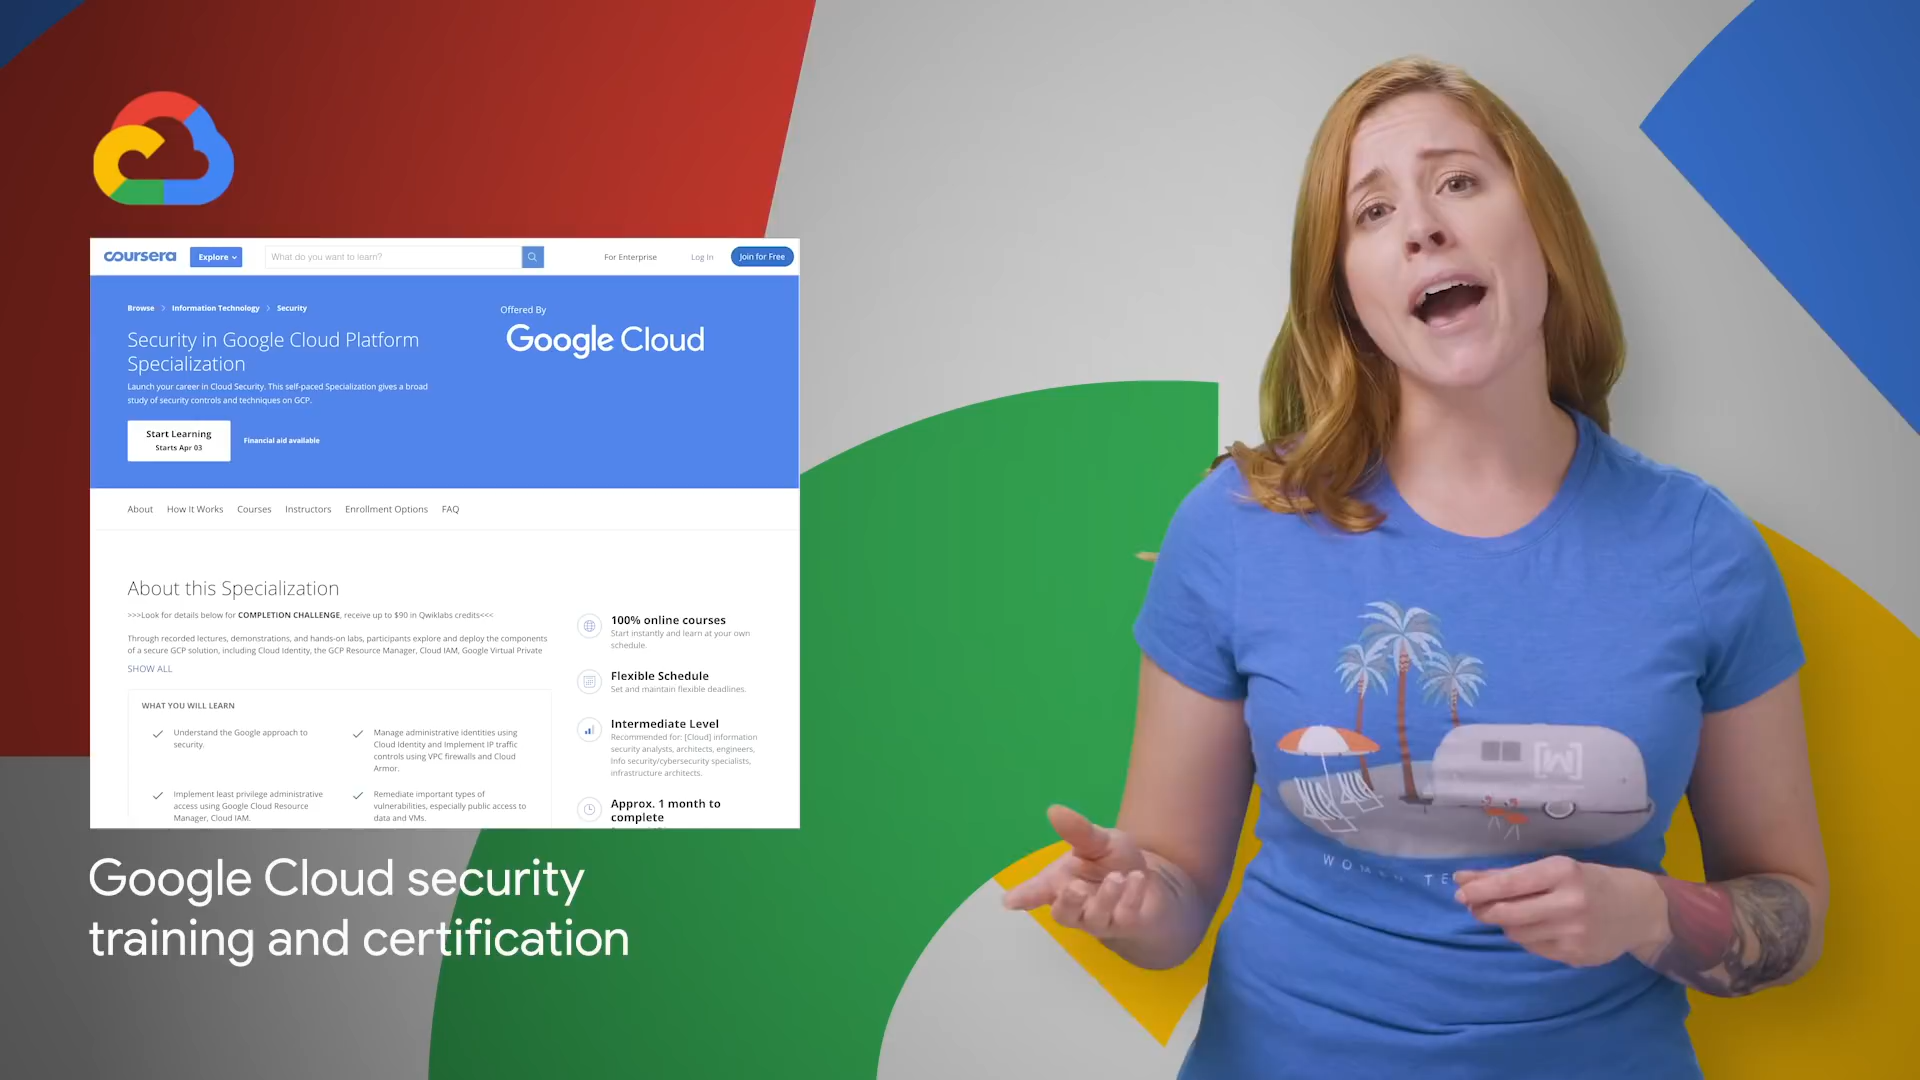 coursera
Explore
What do you want to learn?
For Enterprise
Log In
Join for Free
Browse
Information Technology
Security
Offered By
Google Cloud
Security in Google Cloud Platform
Specialization
Launch your career in Cloud Security. This self-paced Specialization gives a broad
study of security controls and techniques on GCP.
Start Learning
Starts Apr 03
Financial aid available
About
How It Works
Courses
Instructors
Enrollment Options
FAQ
About this Specialization
>>>Look for details below for COMPLETION CHALLENGE, receive up to $90 in Qwiklabs credits<<<
Through recorded lectures, demonstrations, and hands-on labs, participants explore and deploy the components
of a secure GCP solution, including Cloud Identity, the GCP Resource Manager, Cloud IAM, Google Virtual Private
SHOW ALL
WHAT YOU WILL LEARN
Understand the Google approach to
security.
Manage administrative identities using
Cloud Identity and Implement IP traffic
controls using VPC firewalls and Cloud
Armor.
Implement least privilege administrative
access using Google Cloud Resource
Manager, Cloud IAM.
Remediate important types of
vulnerabilities, especially public access to
data and VMs.
100% online courses
Start instantly and learn at your own
schedule.
Flexible Schedule
Set and maintain flexible deadlines.
Intermediate Level
Recommended for: [Cloud] information
security analysts, architects, engineers,
Info security/cybersecurity specialists,
infrastructure architects.
Approx. 1 month to
complete
Google Cloud security
training and certification
[W]